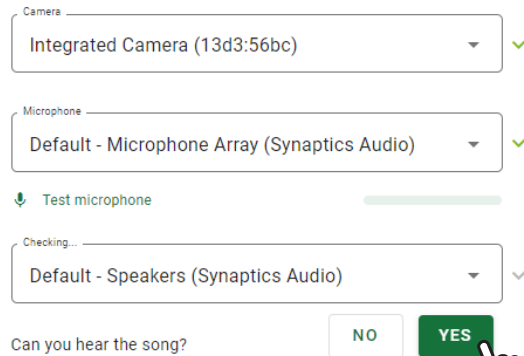 Camera
Integrated Camera (13d3:56bc)
Microphone
Default - Microphone Array (Synaptics Audio)
Test microphone
Checking...
Default - Speakers (Synaptics Audio)
Can you hear the song?
NO
YES